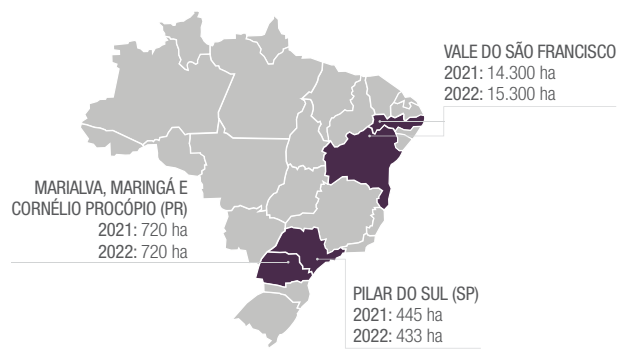 VALE DO SÃO FRANCISCO
2021: 14.300 ha
2022: 15.300 ha
MARIALVA, MARINGÁ E
CORNÉLIO PROCÓPIO (PR)
2021: 720 ha
2022: 720 ha
PILAR DO SUL (SP)
2021: 445 ha
2022: 433 ha